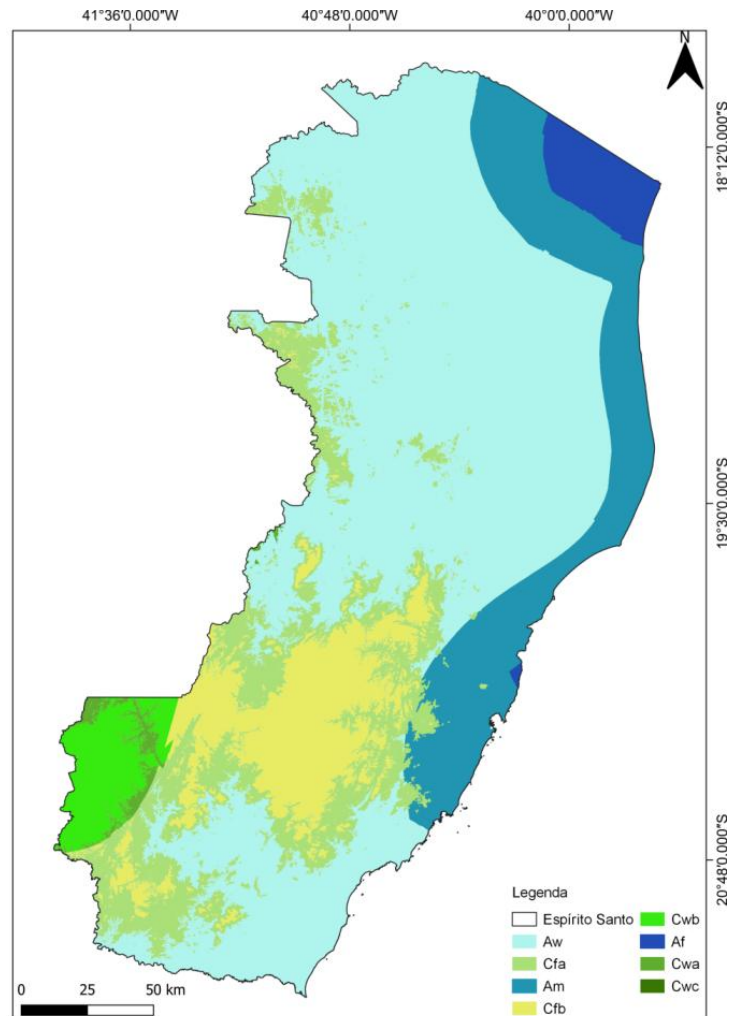 41°36'0.000"W 40°48'0.000"W 40°0'0.000"W
N
18°12'0.000"S
19°30'0.000"S
20°48'0.000"S
Legenda
Espírito Santo
Aw
Cfa
Am
Cfb
Cwb
Af
Cwa
Cwc
0 25 50 km